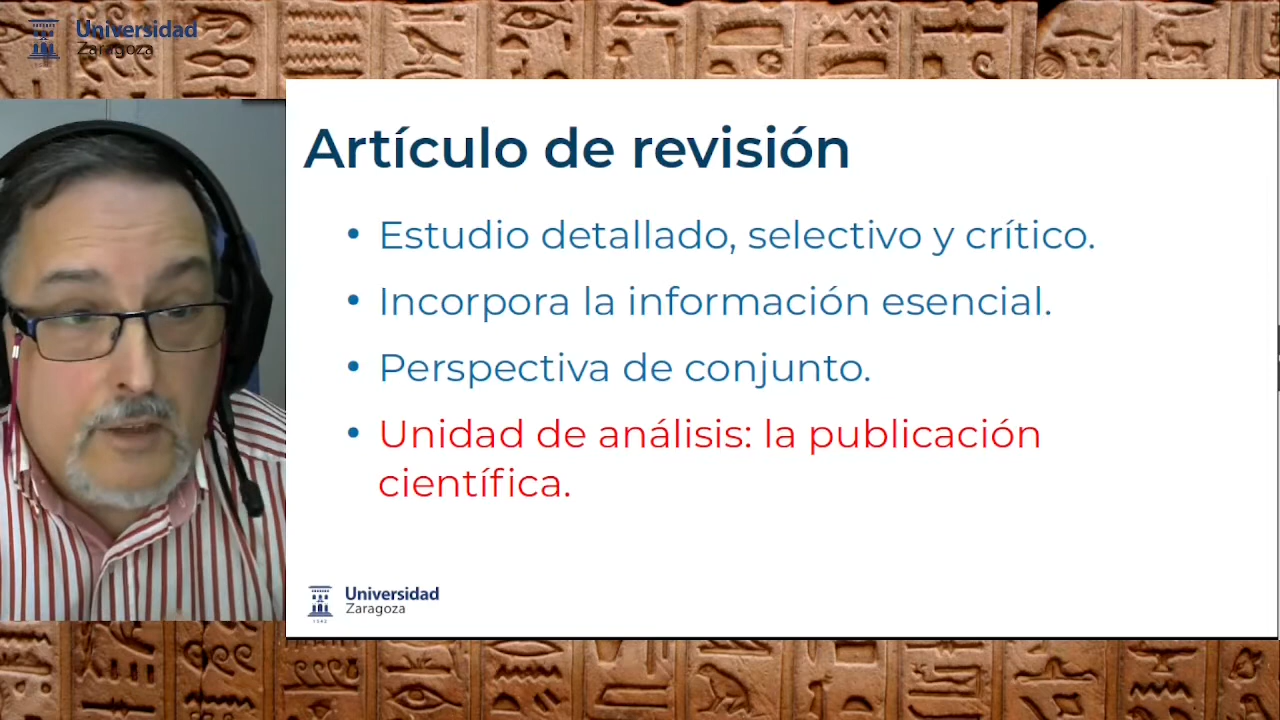 Universidad
Zaragoza
Artículo de revisión
• Estudio detallado, selectivo y crítico.
• Incorpora la información esencial.
• Perspectiva de conjunto.
• Unidad de análisis: la publicación
científica.
Universidad
Zaragoza
1542